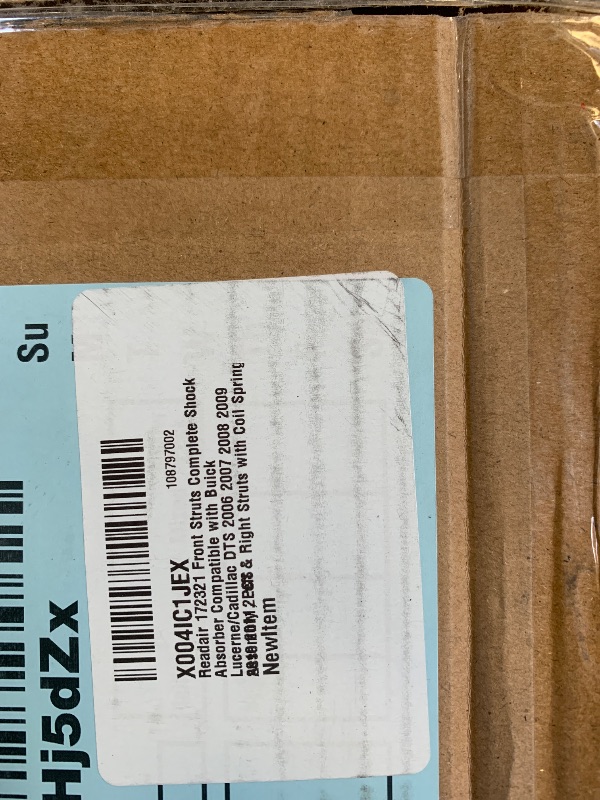 Su
Hj5dZx
108797002
X004IC1JEX
Readair 172321 Front Struts Complete Shock
Absorber Compatible with Buick
Lucerne/Cadillac DTS 2006 2007 2008 2009
& Right Struts with Coil Spring
NewItem